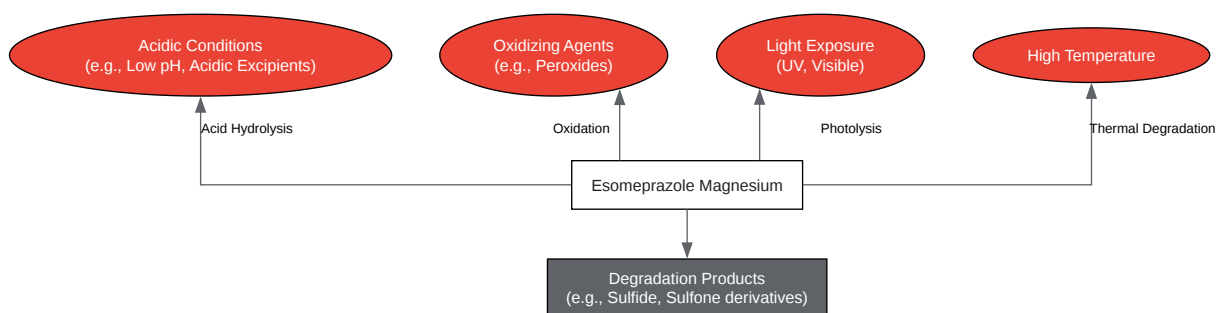 Acidic Conditions
(e.g., Low pH, Acidic Excipients)
Oxidizing Agents
(e.g., Peroxides)
Light Exposure
(UV, Visible)
High Temperature
Acid Hydrolysis
Oxidation
Photolysis
Thermal Degradation
Esomeprazole Magnesium
Degradation Products
(e.g., Sulfide, Sulfone derivatives)